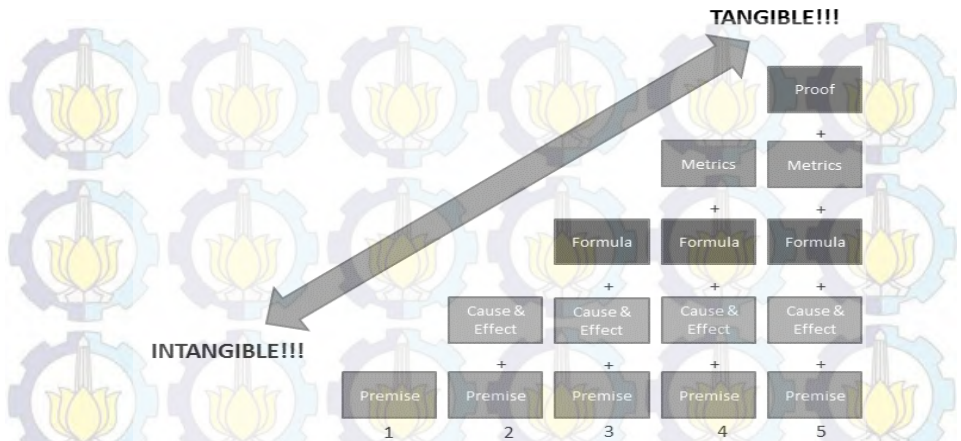 TANGIBLE!!!
Proof
+
Metrics Metrics
+ +
Formula Formula Formula
+ + +
Cause & Cause & Cause & Cause &
Effect Effect Effect Effect
INTANGIBLE!!!
+ + + +
Premise Premise Premise Premise Premise
1 2 3 4 5